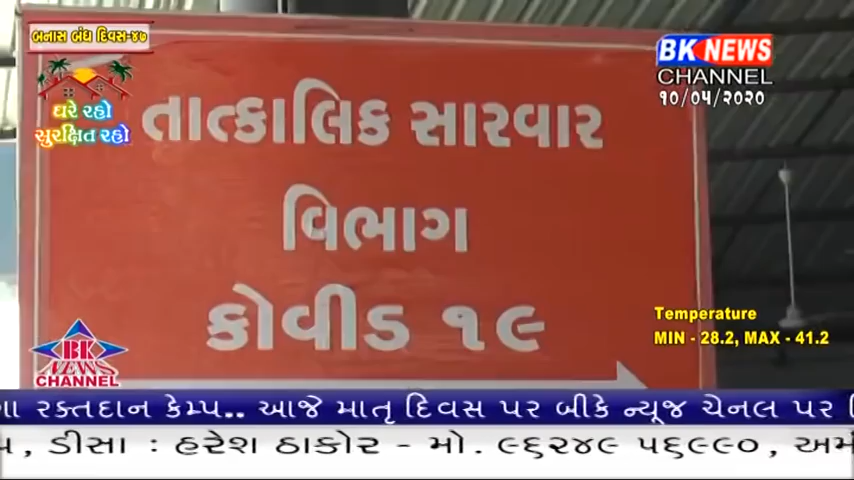 બનાસ બંધ દિવસ-૪૭
ઘરે રહો
સુરક્ષિત રહો
BK NEWS
CHANNEL
૧૦/૦૫/૨૦૨૦
તાત્કાલિક સારવાર
વિભાગ
કોવીડ ૧૯
Temperature
MIN - 28.2, MAX - 41.2
BK
NEWS
CHANNEL
રક્તદાન કેમ્પ.. આજે માતૃ દિવસ પર બીકે ન્યૂજ ચેનલ પર
, ડીસા : હરેશ ઠાકોર - મો. ૯૬૨૪૯ ૫૬૯૯૦,